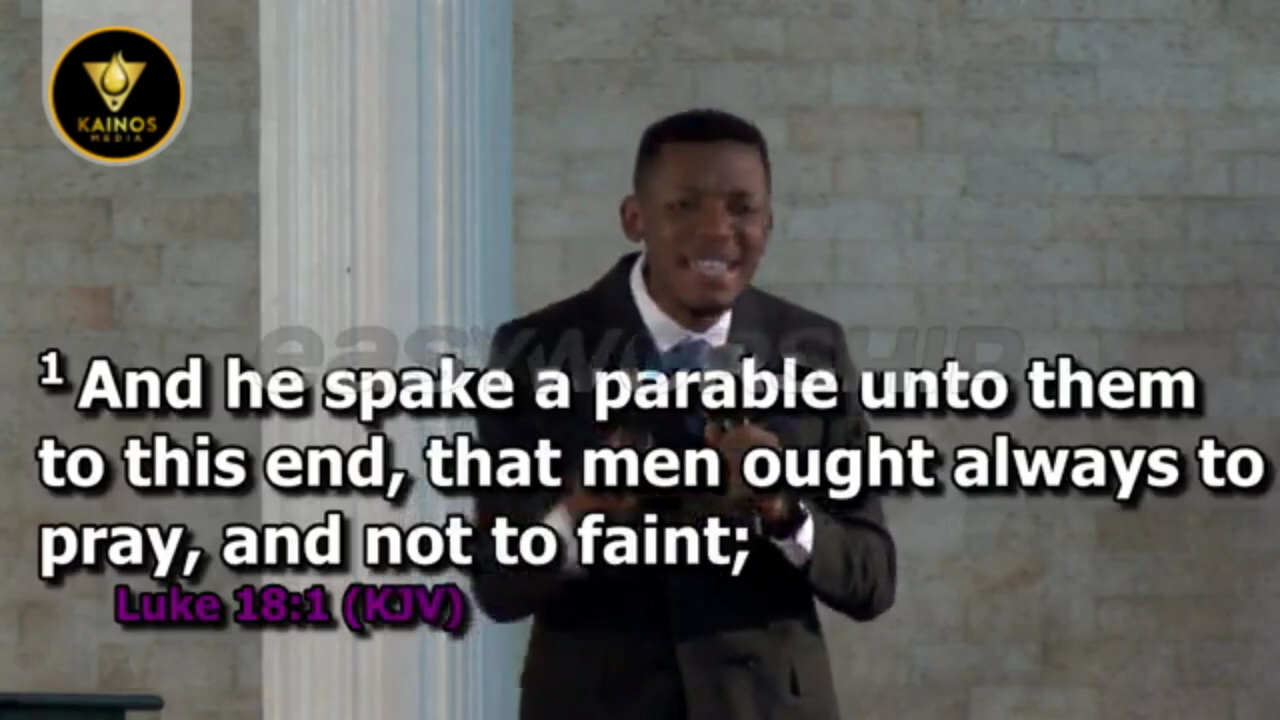 KAINOS
MEDIA
easyworship
1 And he spake a parable unto them
to this end, that men ought always to
pray, and not to faint;
Luke 18:1 (KJV)